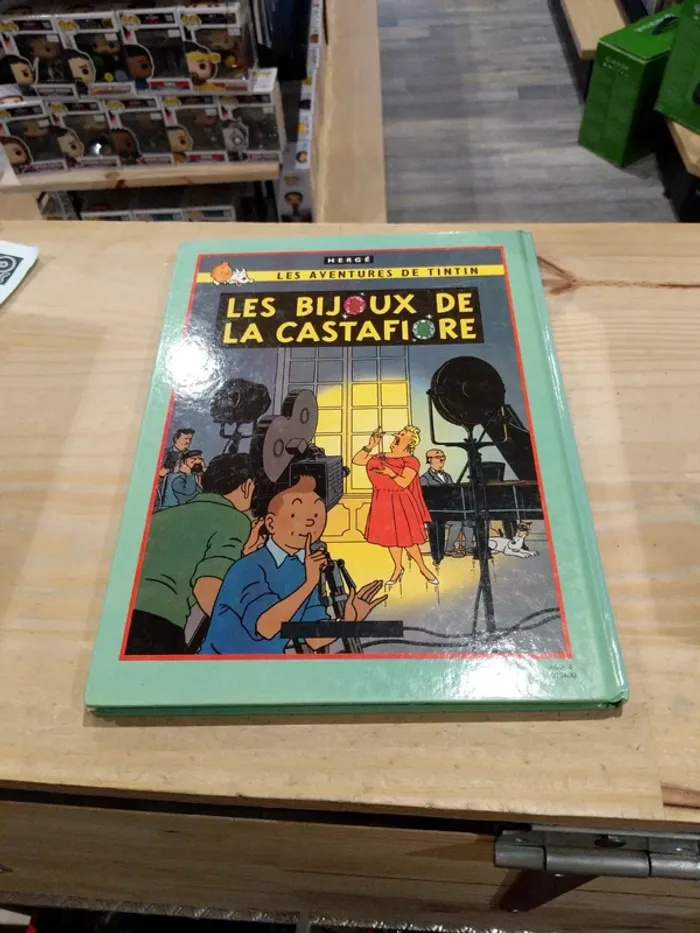 HERGÉ
LES AVENTURES DE TINTIN
LES BIJOUX DE
LA CASTAFIORE